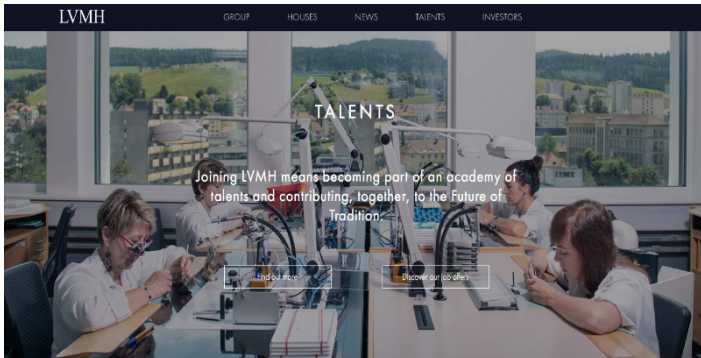 LVMH
GROUP HOUSES NEWS TALENTS INVESTORS
TALENTS
Joining LVMH means becoming part of an academy of
talents and contributing, together, to the Future of
Tradition.
Find out more Discover our job offers